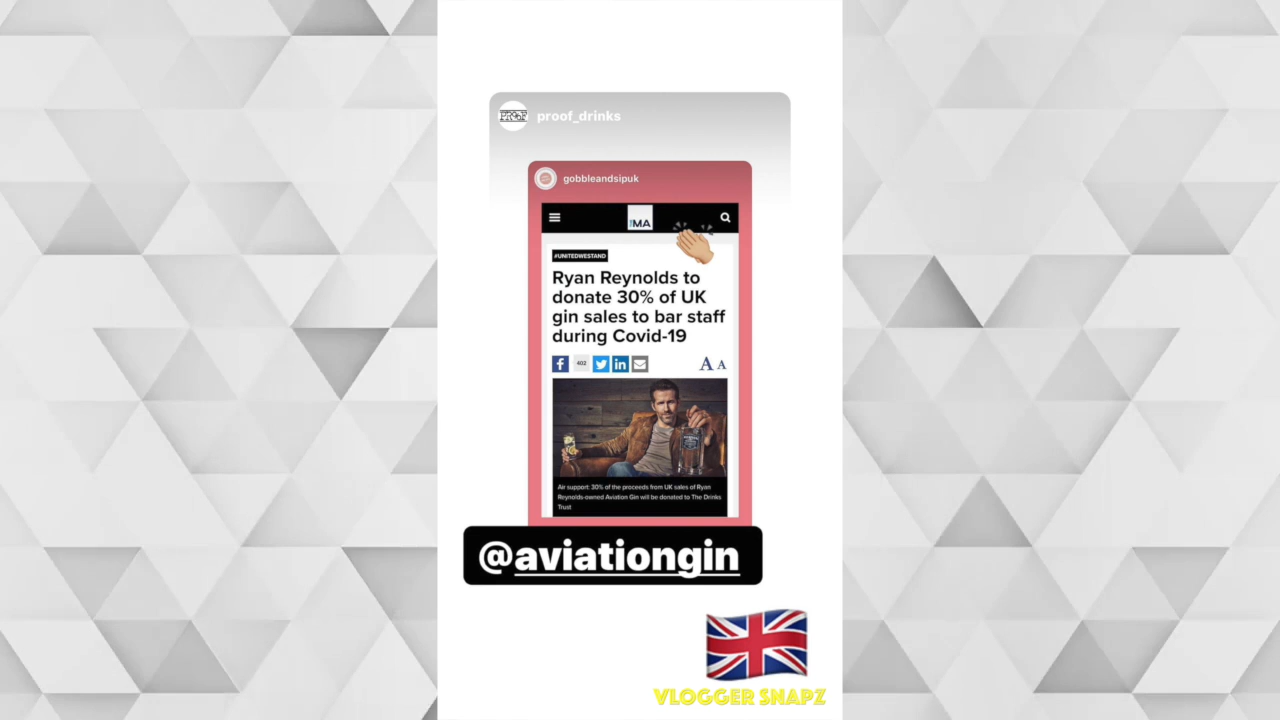 PROOF
proof_drinks
gobbleandsipuk
MA
#UNITEDWESTAND
Ryan Reynolds to
donate 30% of UK
gin sales to bar staff
during Covid-19
f 402 in A A
Air support: 30% of the proceeds from UK sales of Ryan
Reynolds-owned Aviation Gin will be donated to The Drinks
Trust
@aviationgin
VLOGGER SNAPZ